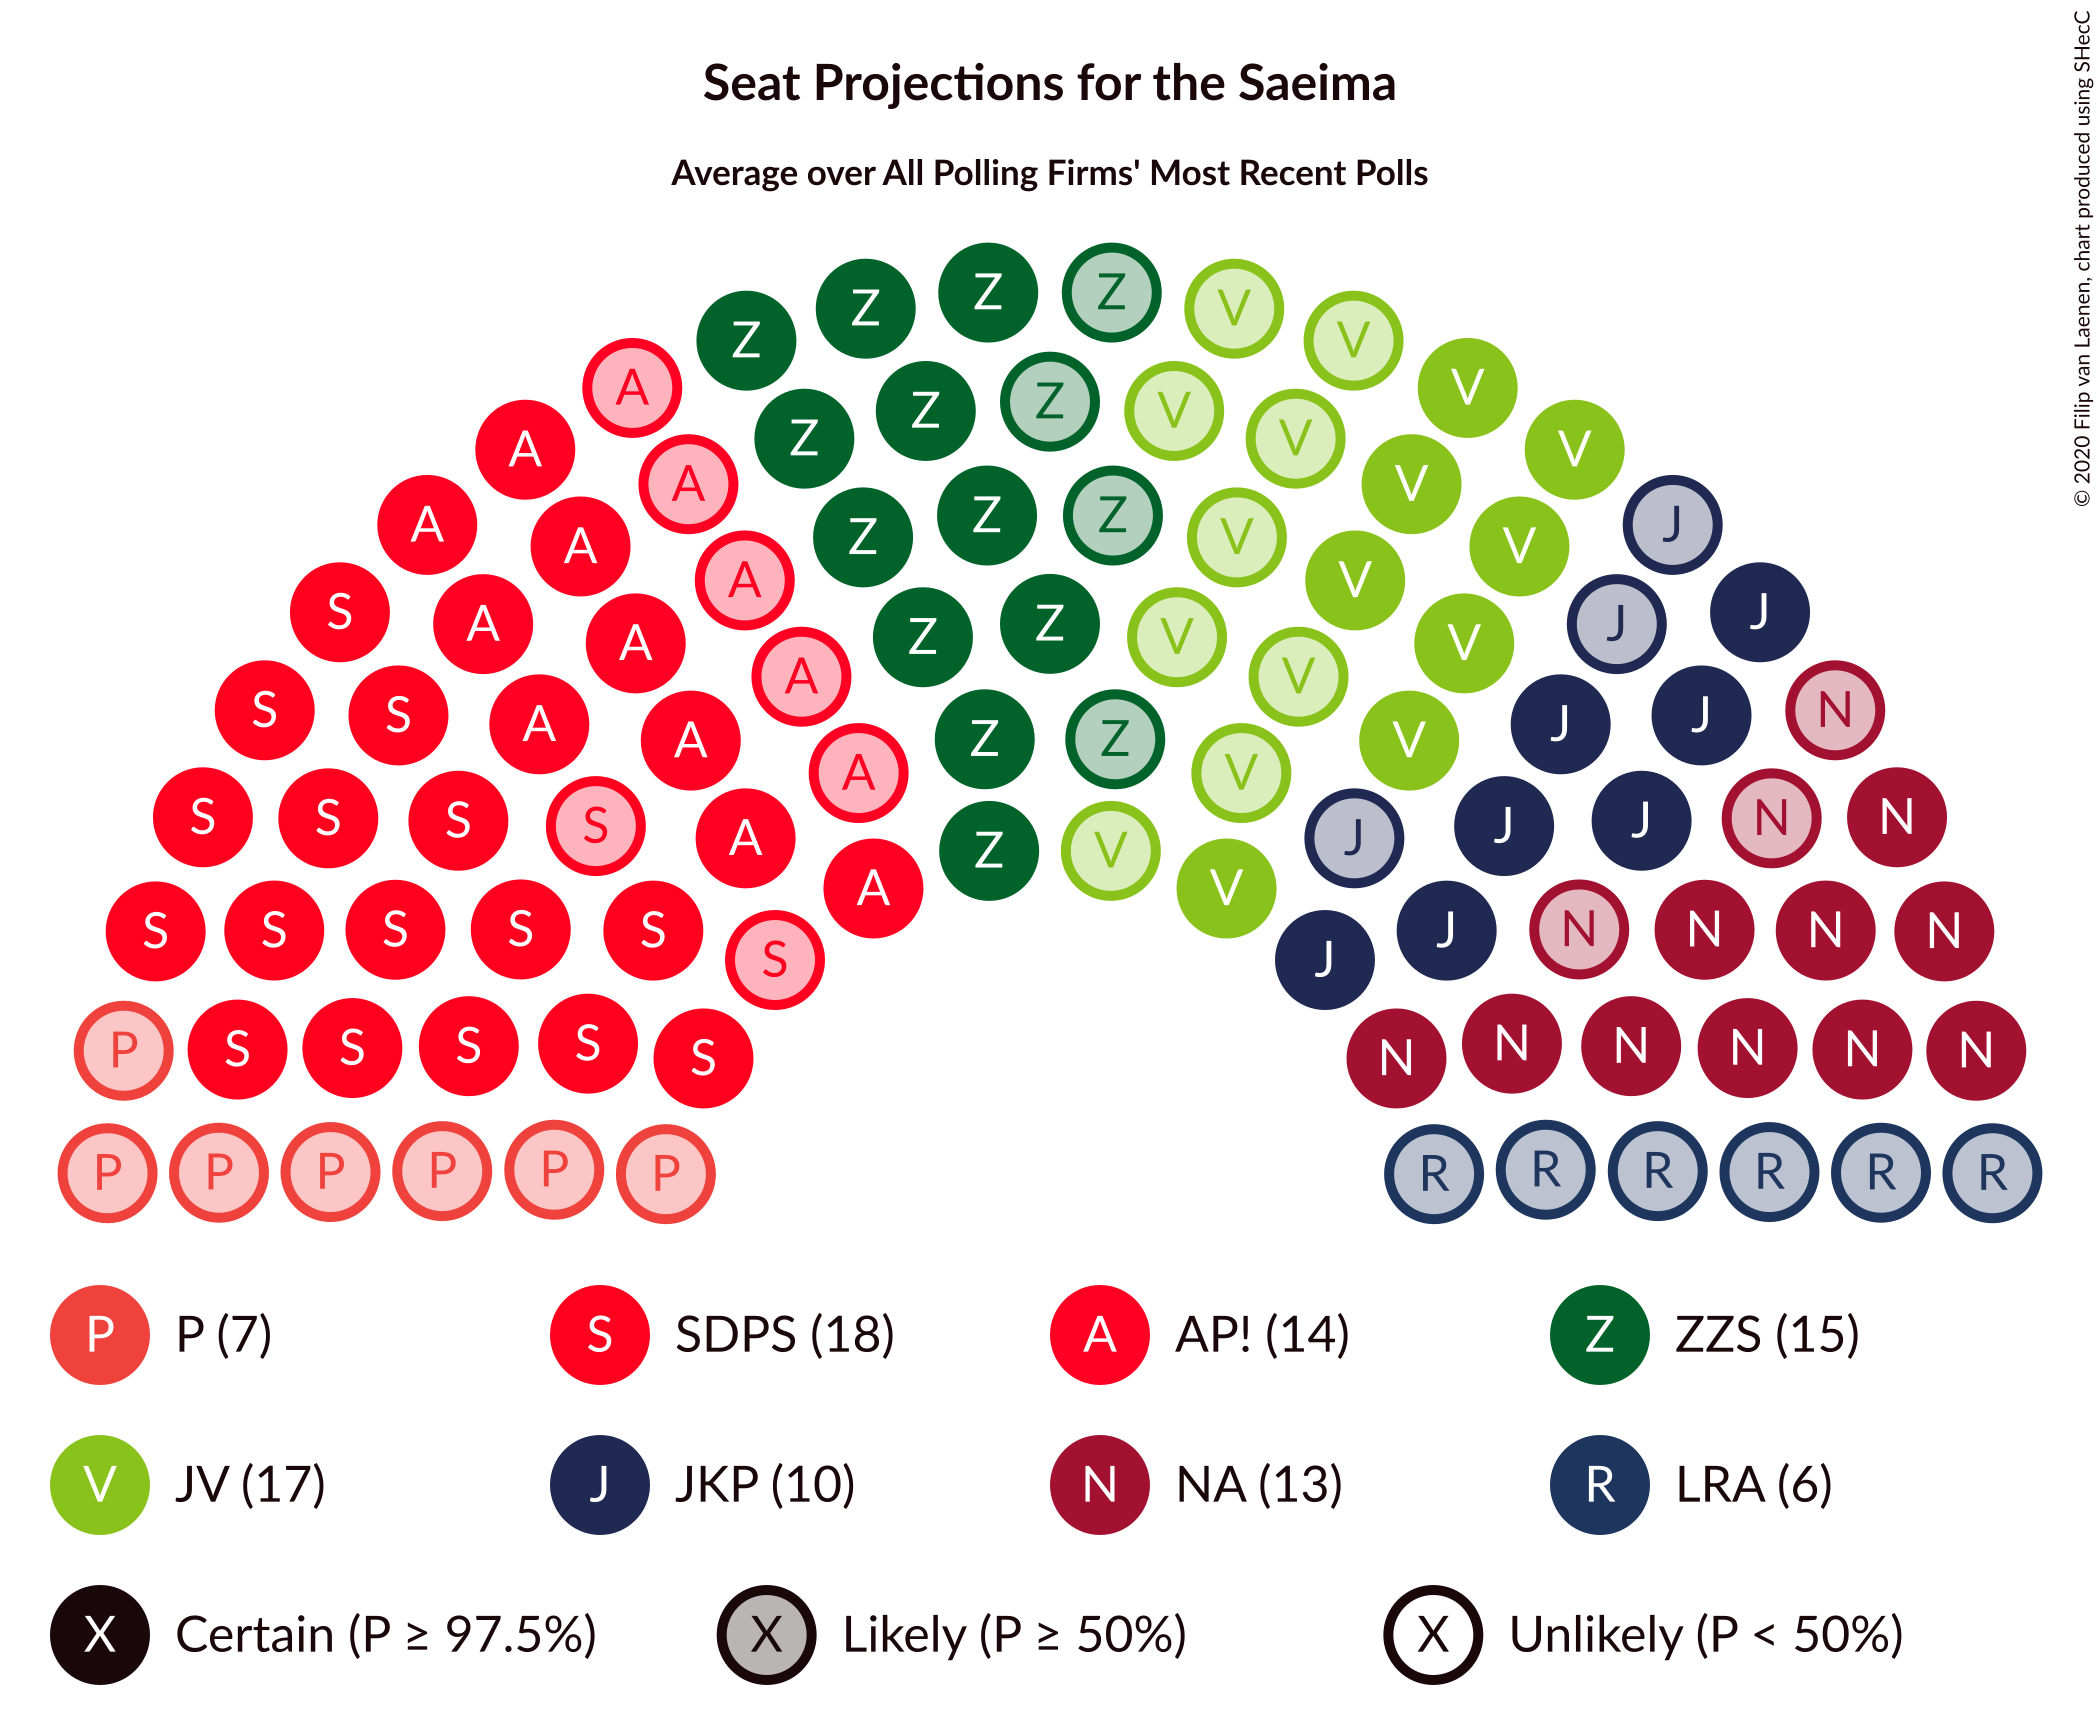 Seat Projections for the Saeima
Average over All Polling Firms' Most Recent Polls
© 2020 Filip van Laenen, chart produced using SHecC
Z Z Z Z V V
A Z Z Z V V V V
A A Z Z Z V V V J
A A A Z Z V V V J J
S A A A Z Z V V V J J N
S S A A A Z V V J J J N N
S S S S A A Z V V J J J N N
S S S S S S J J N N N N
P S S S S S N N N N N N
P P P P P P R R R R R R
P P (7) S SDPS (18) A AP! (14) Z ZZS (15)
V JV (17) J JKP (10) N NA (13) R LRA (6)
X Certain (P ≥ 97.5%) X Likely (P ≥ 50%) X Unlikely (P < 50%)